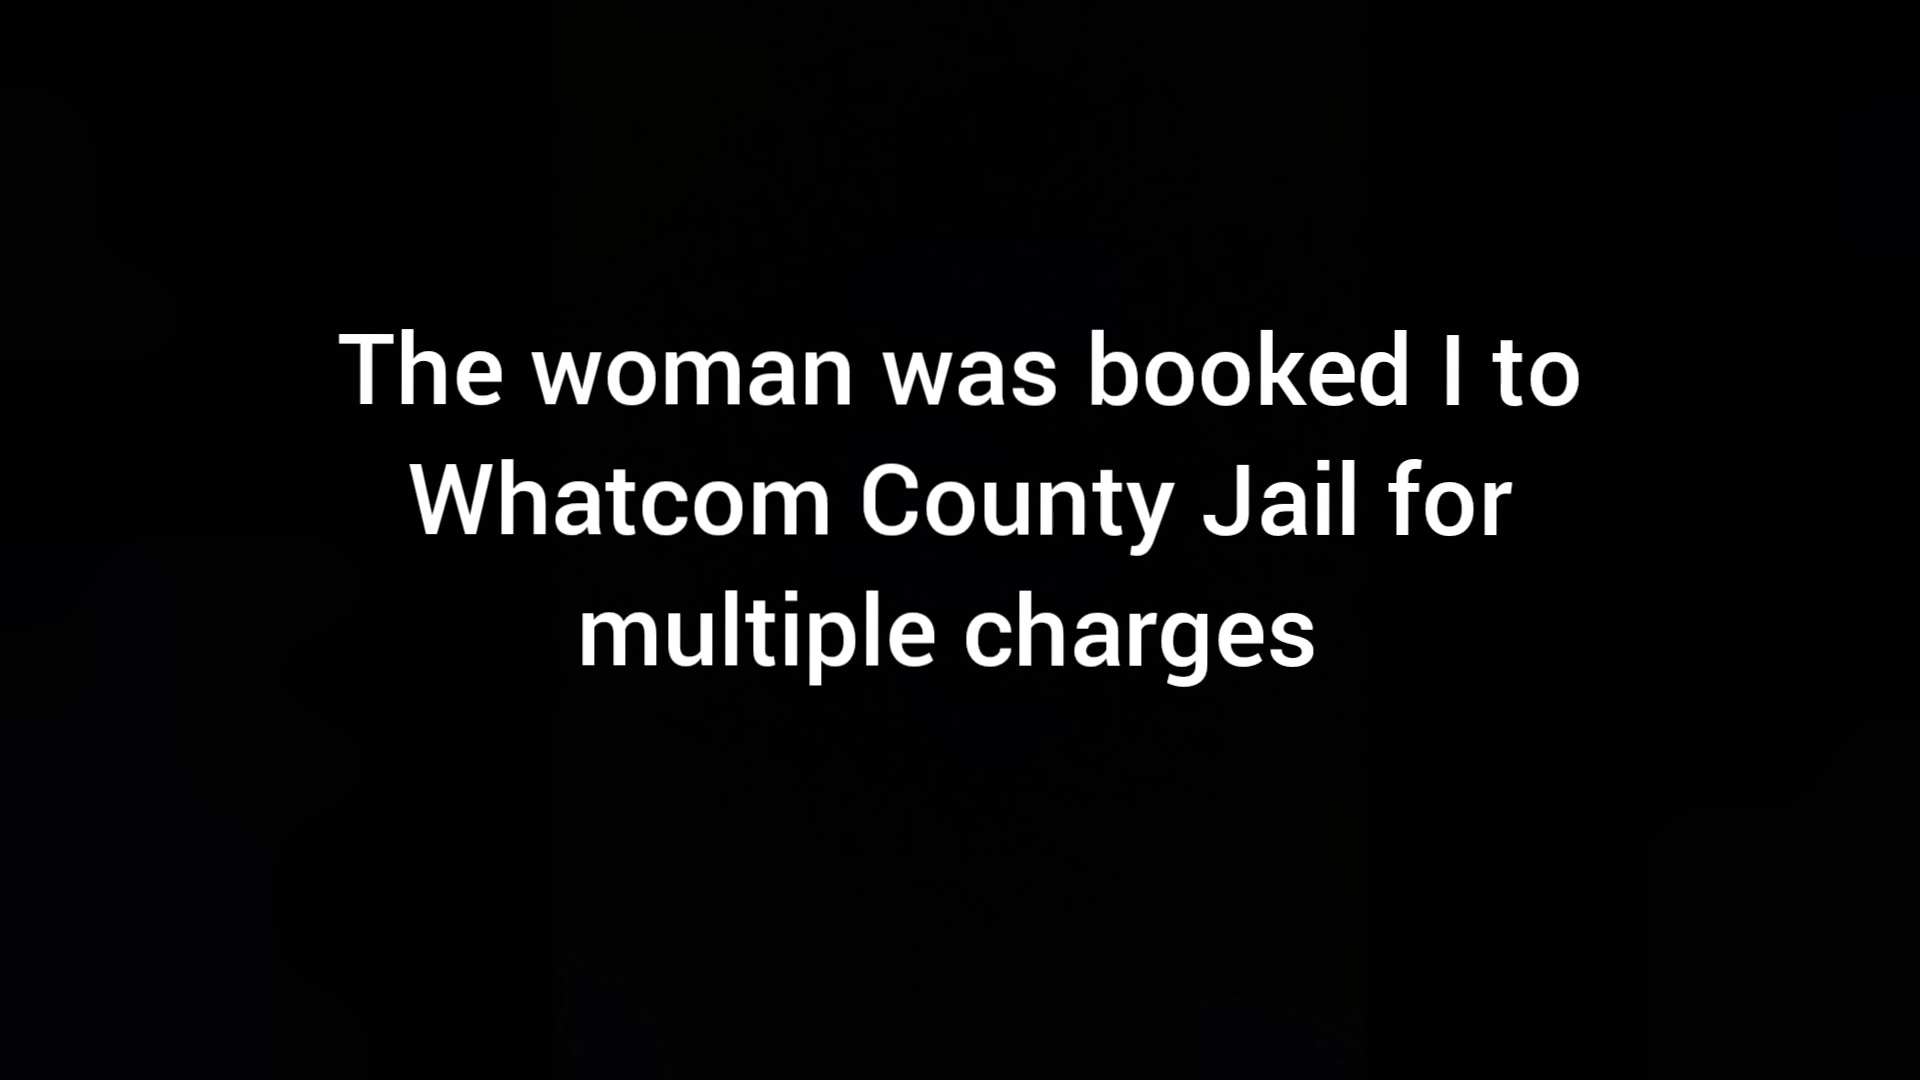 The woman was booked I to
Whatcom County Jail for
multiple charges